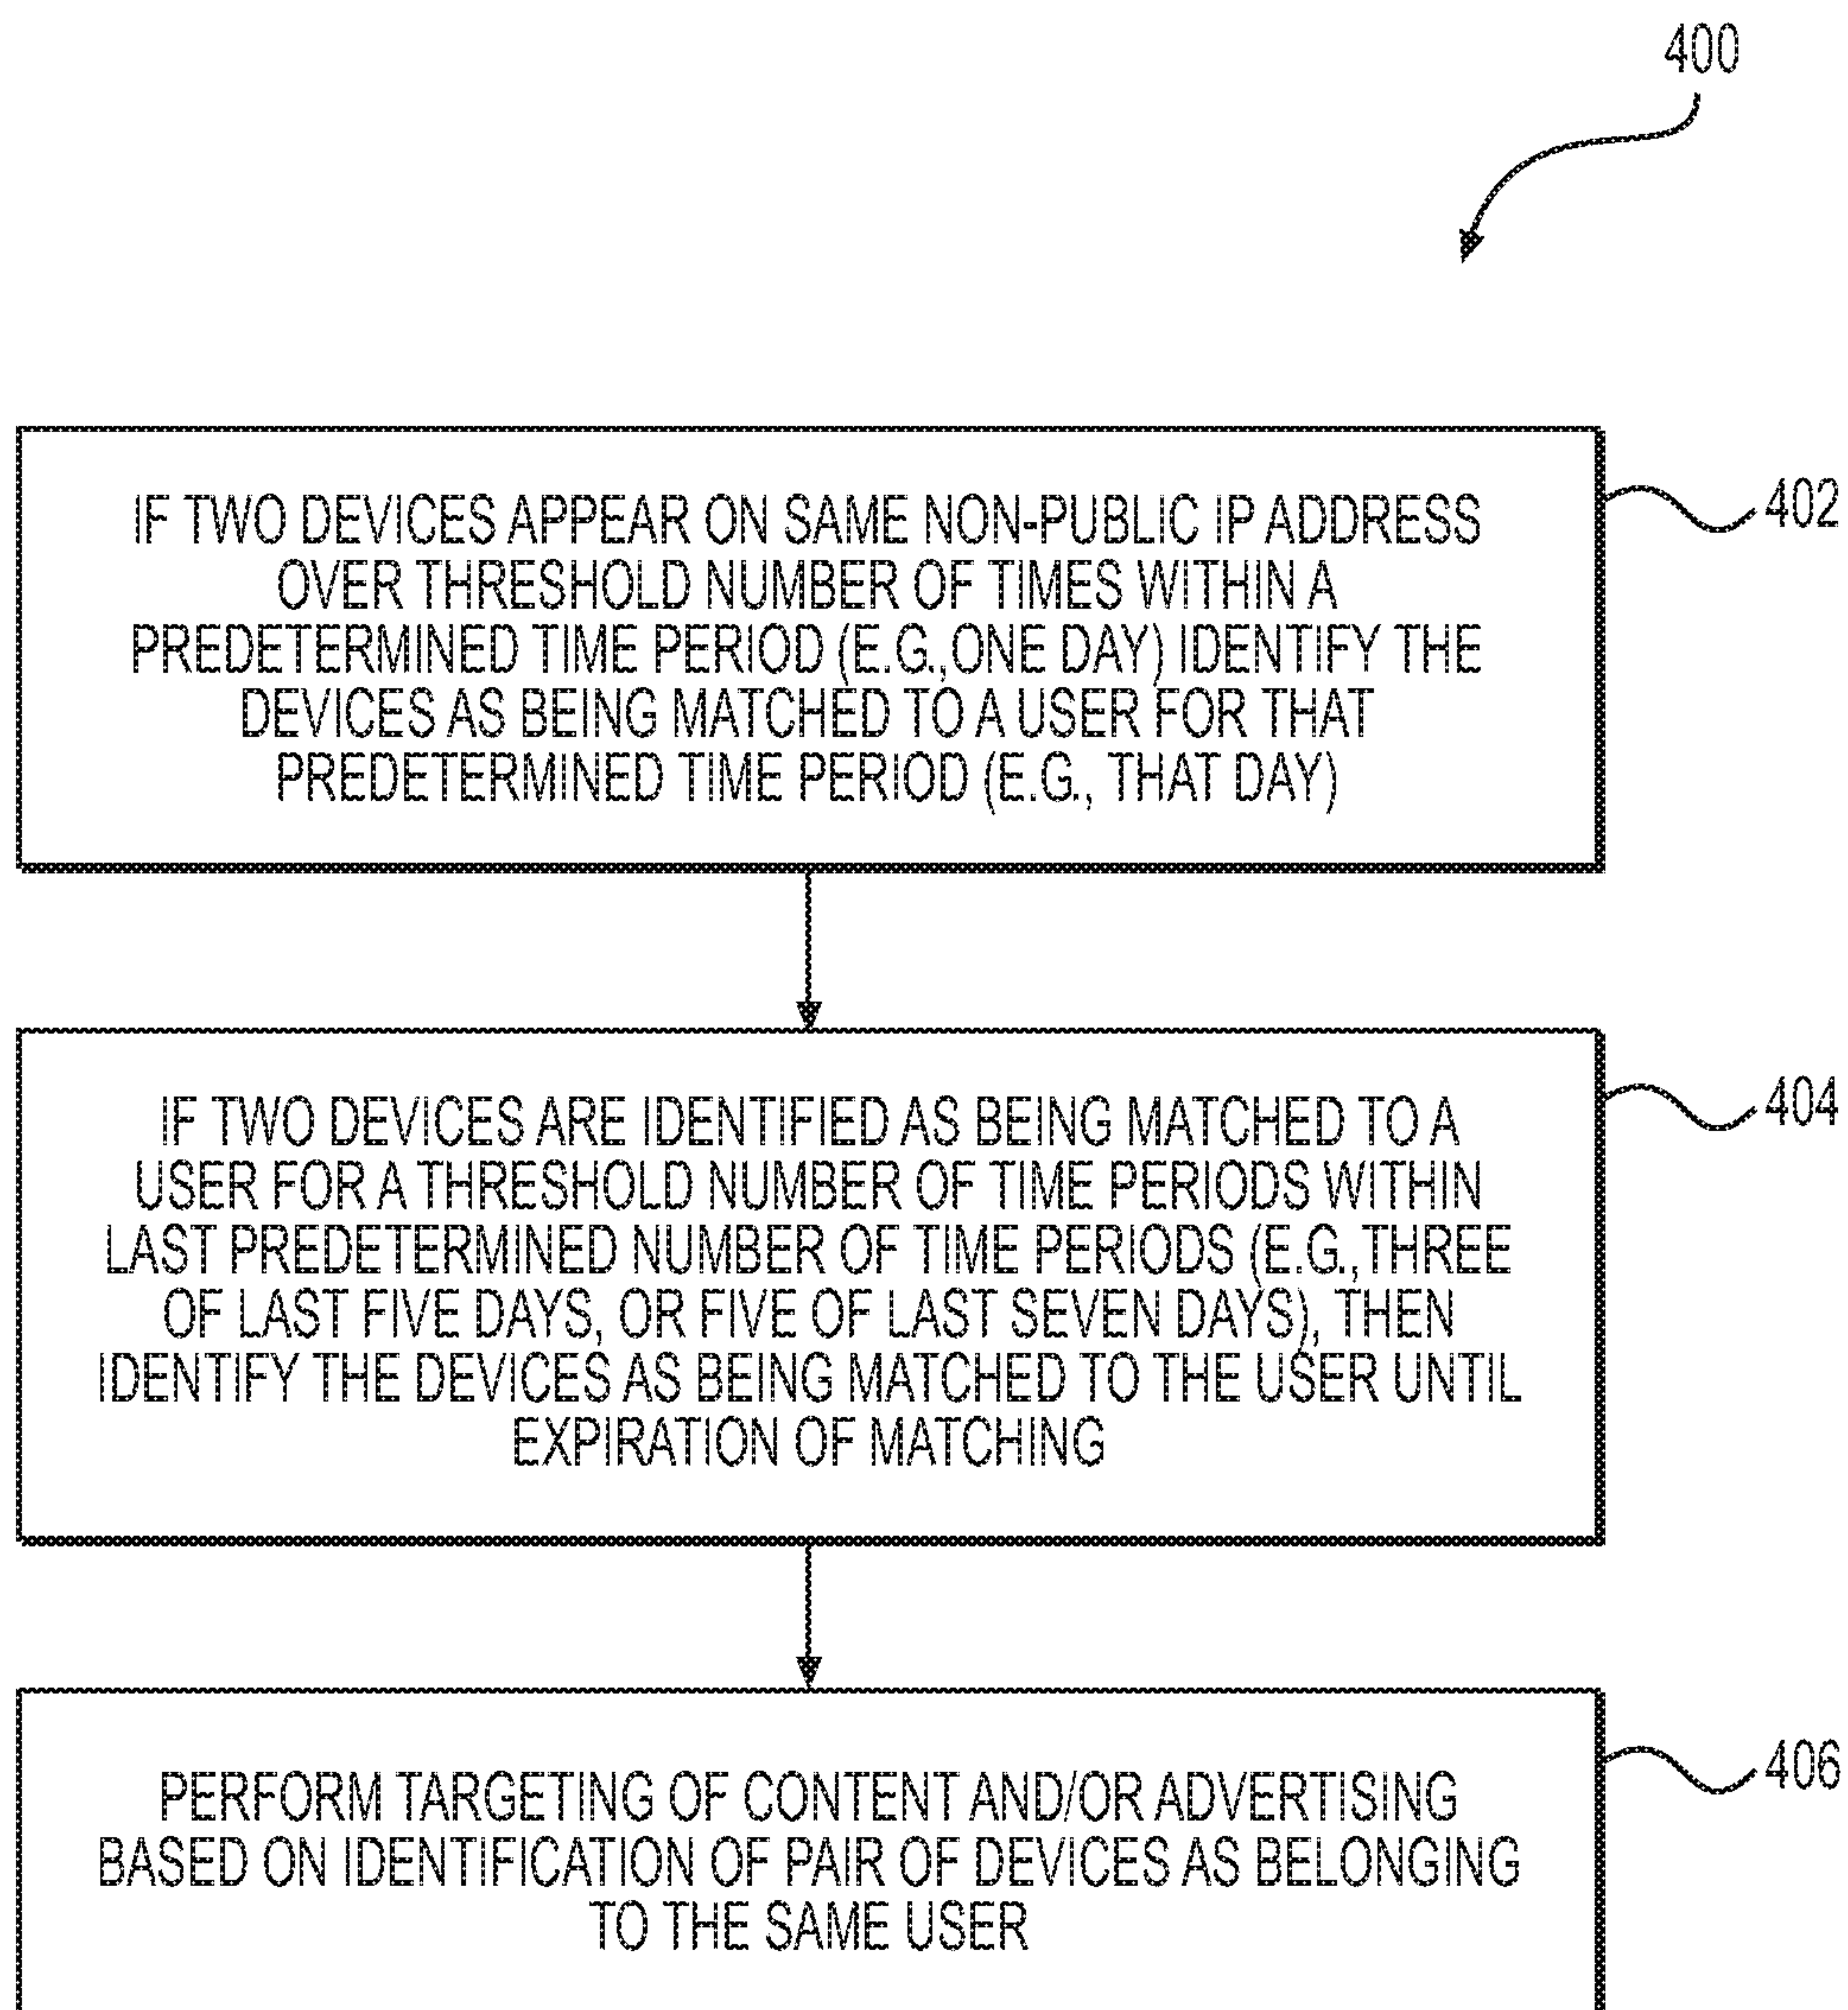 400
IF TWO DEVICES APPEAR ON SAME NON-PUBLIC IP ADDRESS
OVER THRESHOLD NUMBER OF TIMES WITHIN A
PREDETERMINED TIME PERIOD (E.G.,ONE DAY) IDENTIFY THE
DEVICES AS BEING MATCHED TO A USER FOR THAT
PREDETERMINED TIME PERIOD (E.G., THAT DAY)
402
IF TWO DEVICES ARE IDENTIFIED AS BEING MATCHED TO A
USER FOR A THRESHOLD NUMBER OF TIME PERIODS WITHIN
LAST PREDETERMINED NUMBER OF TIME PERIODS (E.G.,THREE
OF LAST FIVE DAYS, OR FIVE OF LAST SEVEN DAYS), THEN
IDENTIFY THE DEVICES AS BEING MATCHED TO THE USER UNTIL
EXPIRATION OF MATCHING
404
PERFORM TARGETING OF CONTENT AND/OR ADVERTISING
BASED ON IDENTIFICATION OF PAIR OF DEVICES AS BELONGING
TO THE SAME USER
406